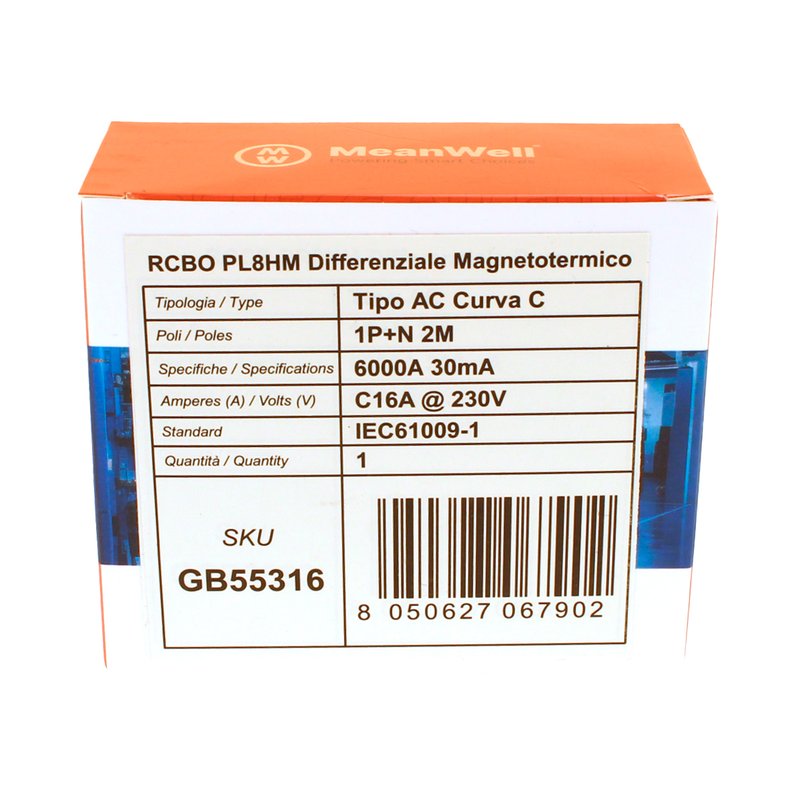 MW MeanWell
Powering Smart Choices
RCBO PL8HM Differenziale Magnetotermico
Tipologia / Type Tipo AC Curva C
Poli / Poles 1P+N 2M
Specifiche / Specifications 6000A 30mA
Amperes (A) / Volts (V) C16A @ 230V
Standard IEC61009-1
Quantità / Quantity 1
SKU
GB55316
8 050627 067902